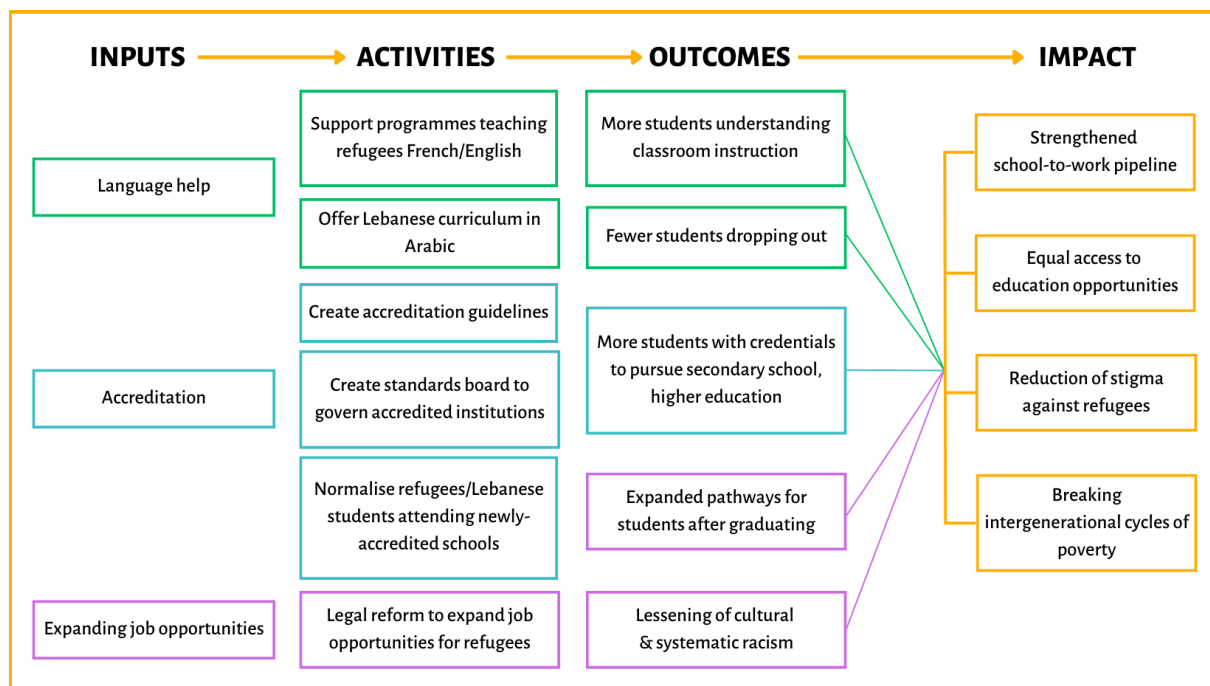 INPUTS
ACTIVITIES
OUTCOMES
IMPACT
Language help
Accreditation
Expanding job opportunities
Support programmes teaching
refugees French/English
Offer Lebanese curriculum in
Arabic
Create accreditation guidelines
Create standards board to
govern accredited institutions
Normalise refugees/Lebanese
students attending newly-
accredited schools
Legal reform to expand job
opportunities for refugees
More students understanding
classroom instruction
Fewer students dropping out
More students with credentials
to pursue secondary school,
higher education
Expanded pathways for
students after graduating
Lessening of cultural
& systematic racism
Strengthened
school-to-work pipeline
Equal access to
education opportunities
Reduction of stigma
against refugees
Breaking
intergenerational cycles of
poverty